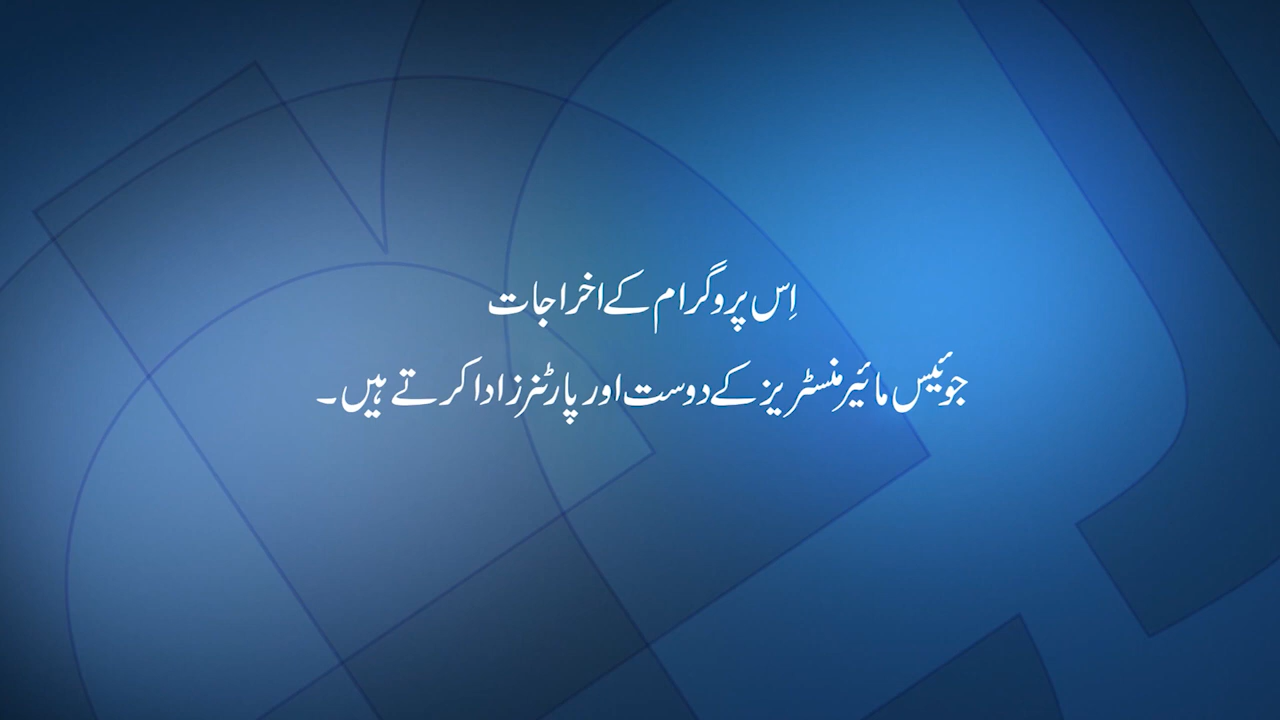 اِس پروگرام کے اخراجات
جوئیس مائیر منسٹریز کے دوست اور پارٹنرز ادا کرتے ہیں۔